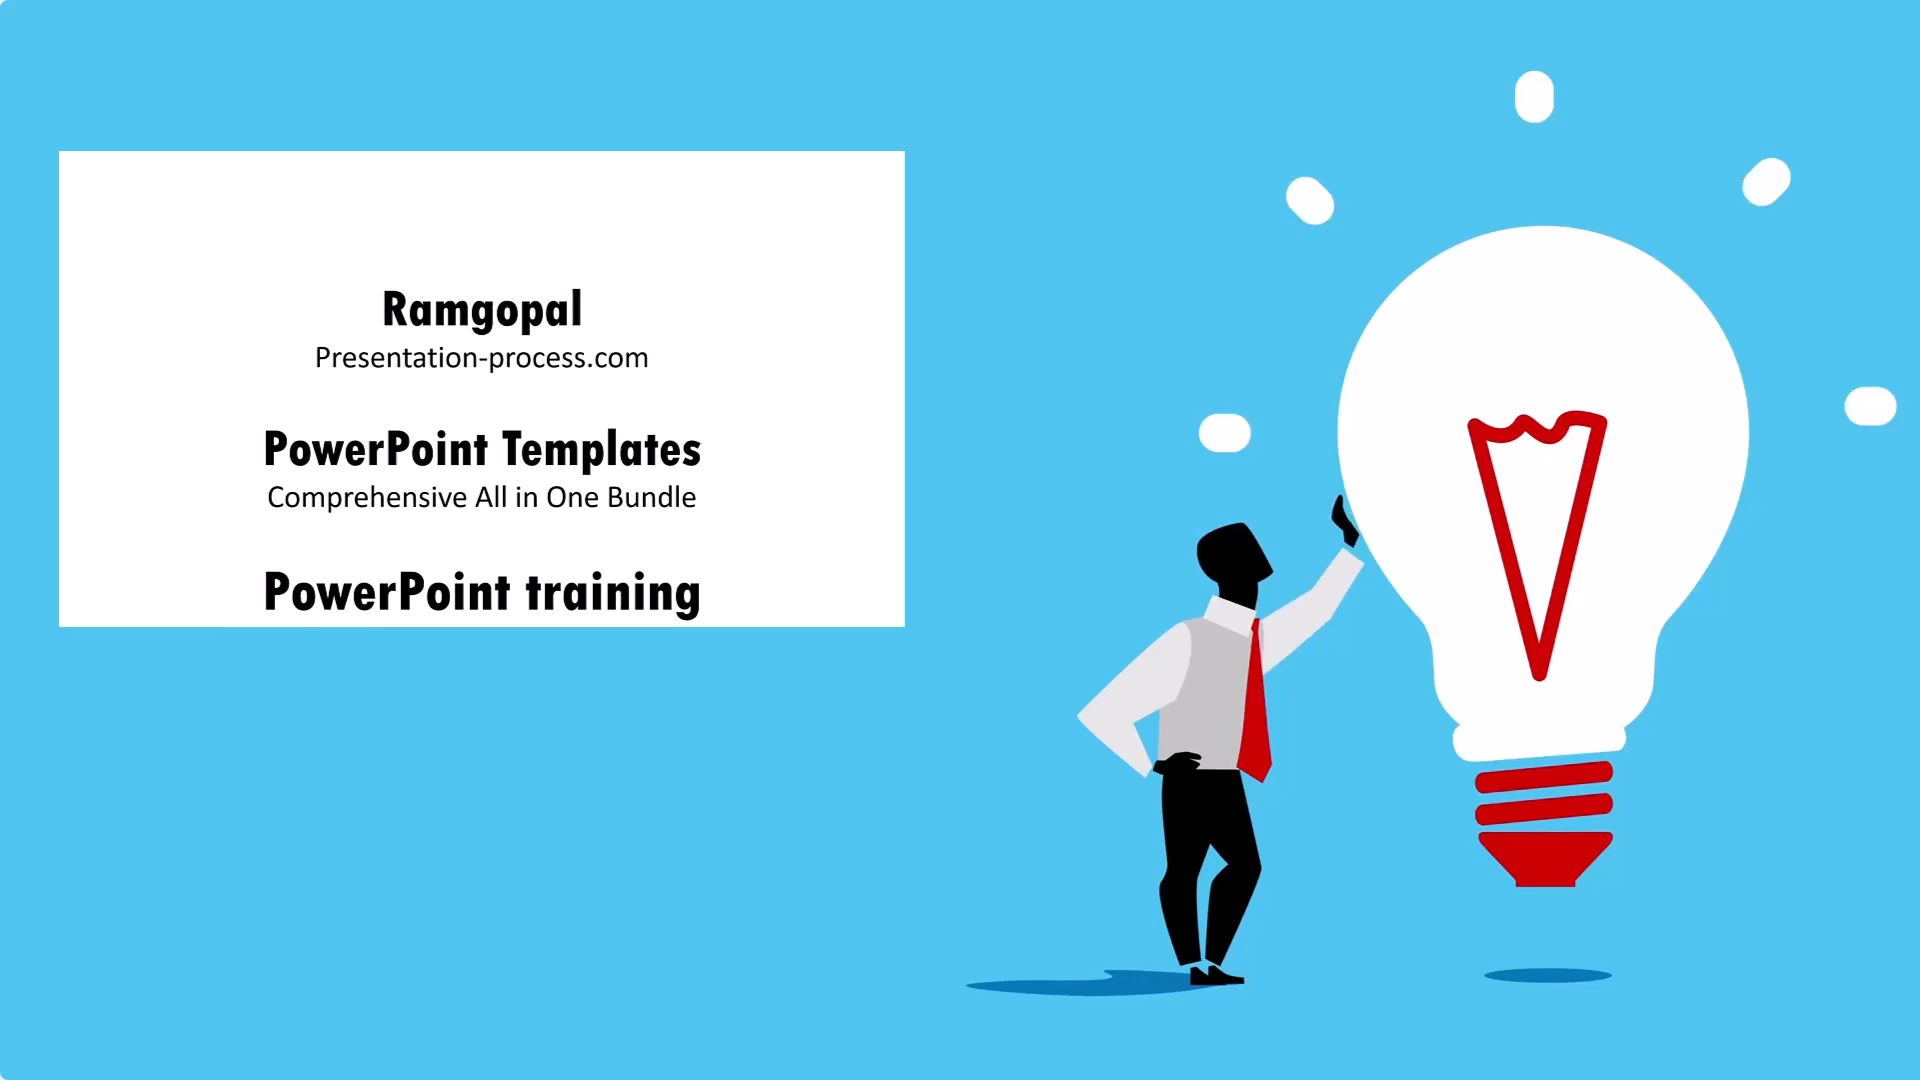 Ramgopal
Presentation-process.com
PowerPoint Templates
Comprehensive All in One Bundle
PowerPoint training